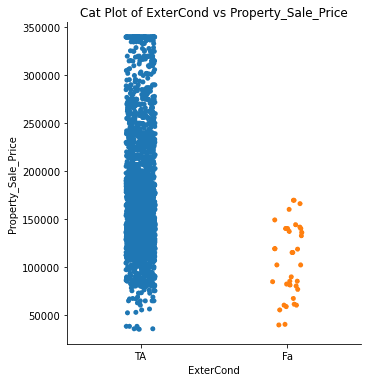 Cat Plot of ExterCond vs Property_Sale_Price
350000
300000
250000
200000
150000
100000
50000
Property_Sale_Price
TA
Fa
ExterCond